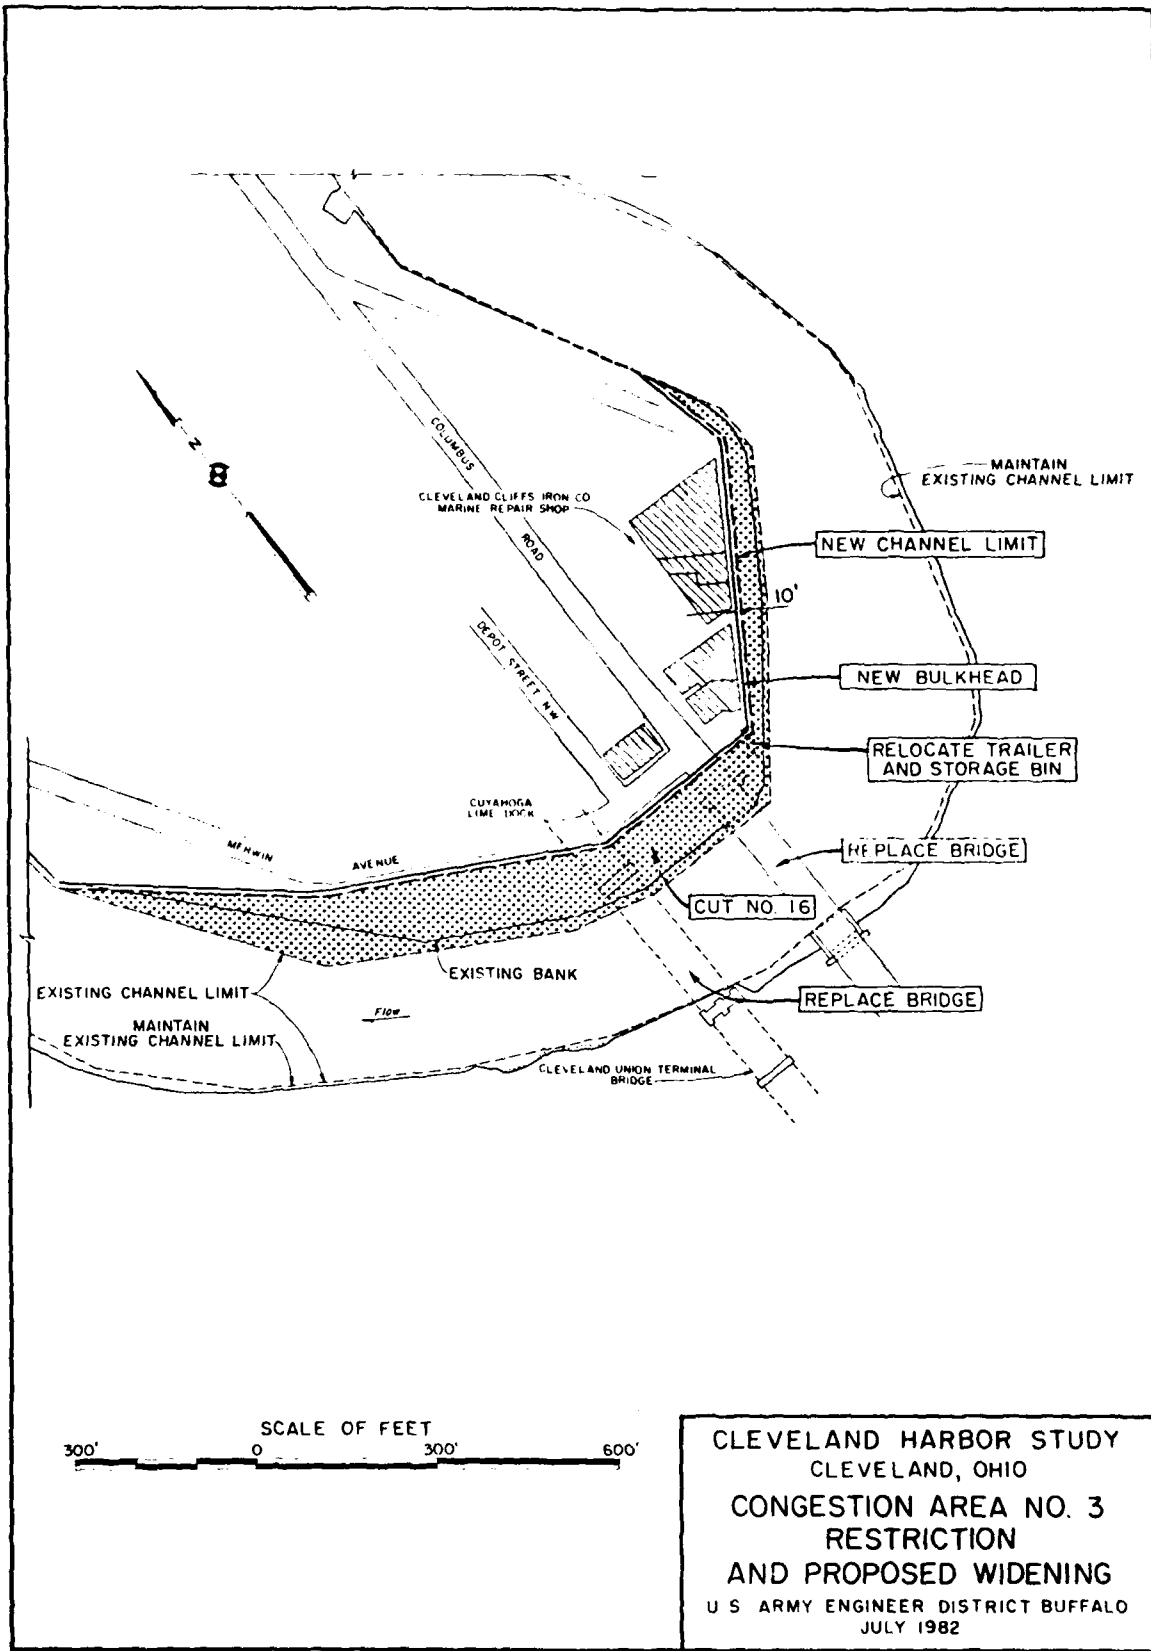 COLUMBUS
ROAD
CLEVELAND CLIFFS IRON CO
MARINE REPAIR SHOP
MAINTAIN
EXISTING CHANNEL LIMIT
N
NEW CHANNEL LIMIT
10'
DEPOT STREET NW
NEW BULKHEAD
RELOCATE TRAILER
AND STORAGE BIN
CUYAHOGA
LIME DOCK
MERWIN
AVENUE
REPLACE BRIDGE
CUT NO. 16
EXISTING BANK
EXISTING CHANNEL LIMIT
Flow
REPLACE BRIDGE
MAINTAIN
EXISTING CHANNEL LIMIT
CLEVELAND UNION TERMINAL
BRIDGE
SCALE OF FEET
300' 0 300' 600'
CLEVELAND HARBOR STUDY
CLEVELAND, OHIO
CONGESTION AREA NO. 3
RESTRICTION
AND PROPOSED WIDENING
U S ARMY ENGINEER DISTRICT BUFFALO
JULY 1982